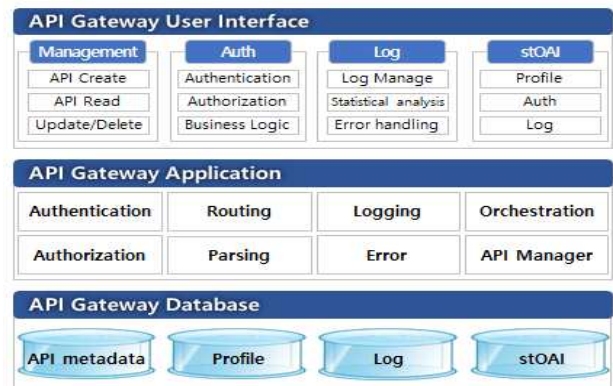 API Gateway User Interface
Management Auth Log stOAI
API Create Authentication Log Manage Profile
API Read Authorization Statistical analysis Auth
Update/Delete Business Logic Error handling Log
API Gateway Application
Authentication Routing Logging Orchestration
Authorization Parsing Error API Manager
API Gateway Database
API metadata Profile Log stOAI